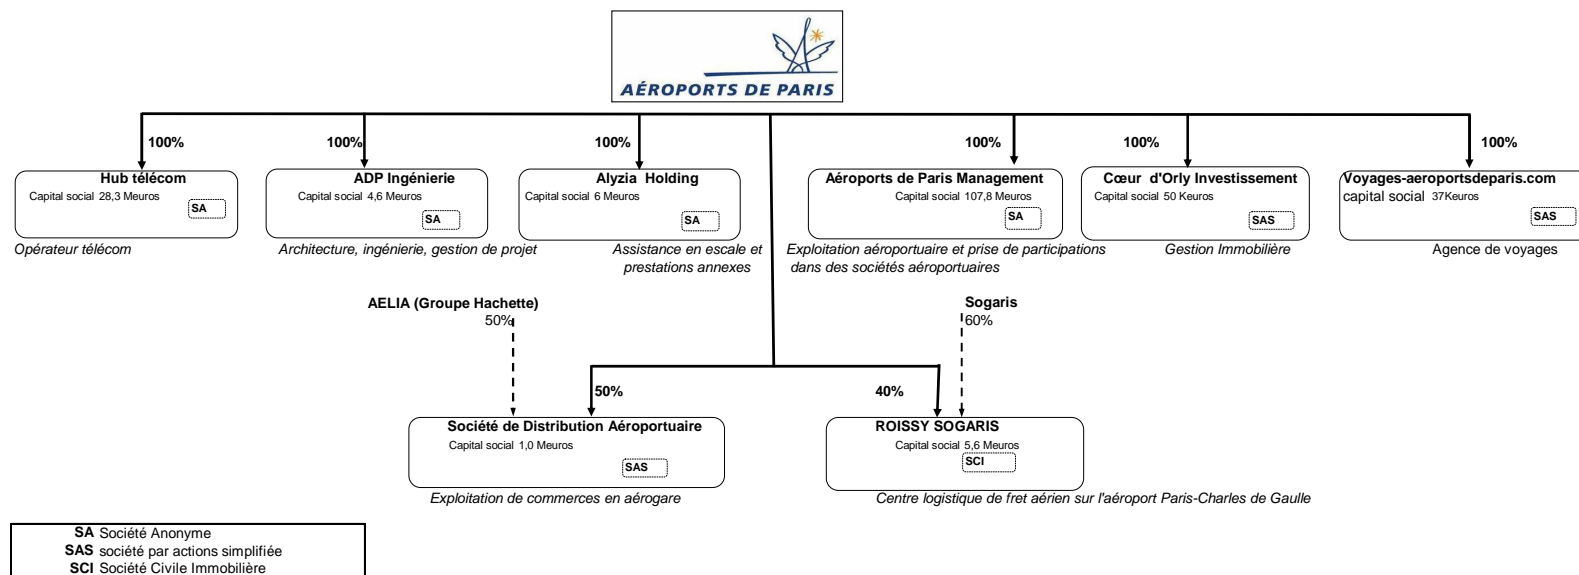 AÉROPORTS DE PARIS
100%
100%
100%
100%
100%
100%
Hub télécom
Capital social 28,3 Meuros
SA
Opérateur télécom
ADP Ingénierie
Capital social 4,6 Meuros
SA
Architecture, ingénierie, gestion de projet
Alyzia Holding
Capital social 6 Meuros
SA
Assistance en escale et
prestations annexes
Aéroports de Paris Management
Capital social 107,8 Meuros
SA
Exploitation aéroportuaire et prise de participations
dans des sociétés aéroportuaires
Cœur d'Orly Investissement
Capital social 50 Keuros
SAS
Gestion Immobilière
Voyages-aeroportsdeparis.com
capital social 37Keuros
SAS
Agence de voyages
AELIA (Groupe Hachette)
50%
Sogaris
60%
50%
40%
Société de Distribution Aéroportuaire
Capital social 1,0 Meuros
SAS
Exploitation de commerces en aérogare
ROISSY SOGARIS
Capital social 5,6 Meuros
SCI
Centre logistique de fret aérien sur l'aéroport Paris-Charles de Gaulle
SA Société Anonyme
SAS société par actions simplifiée
SCI Société Civile Immobilière